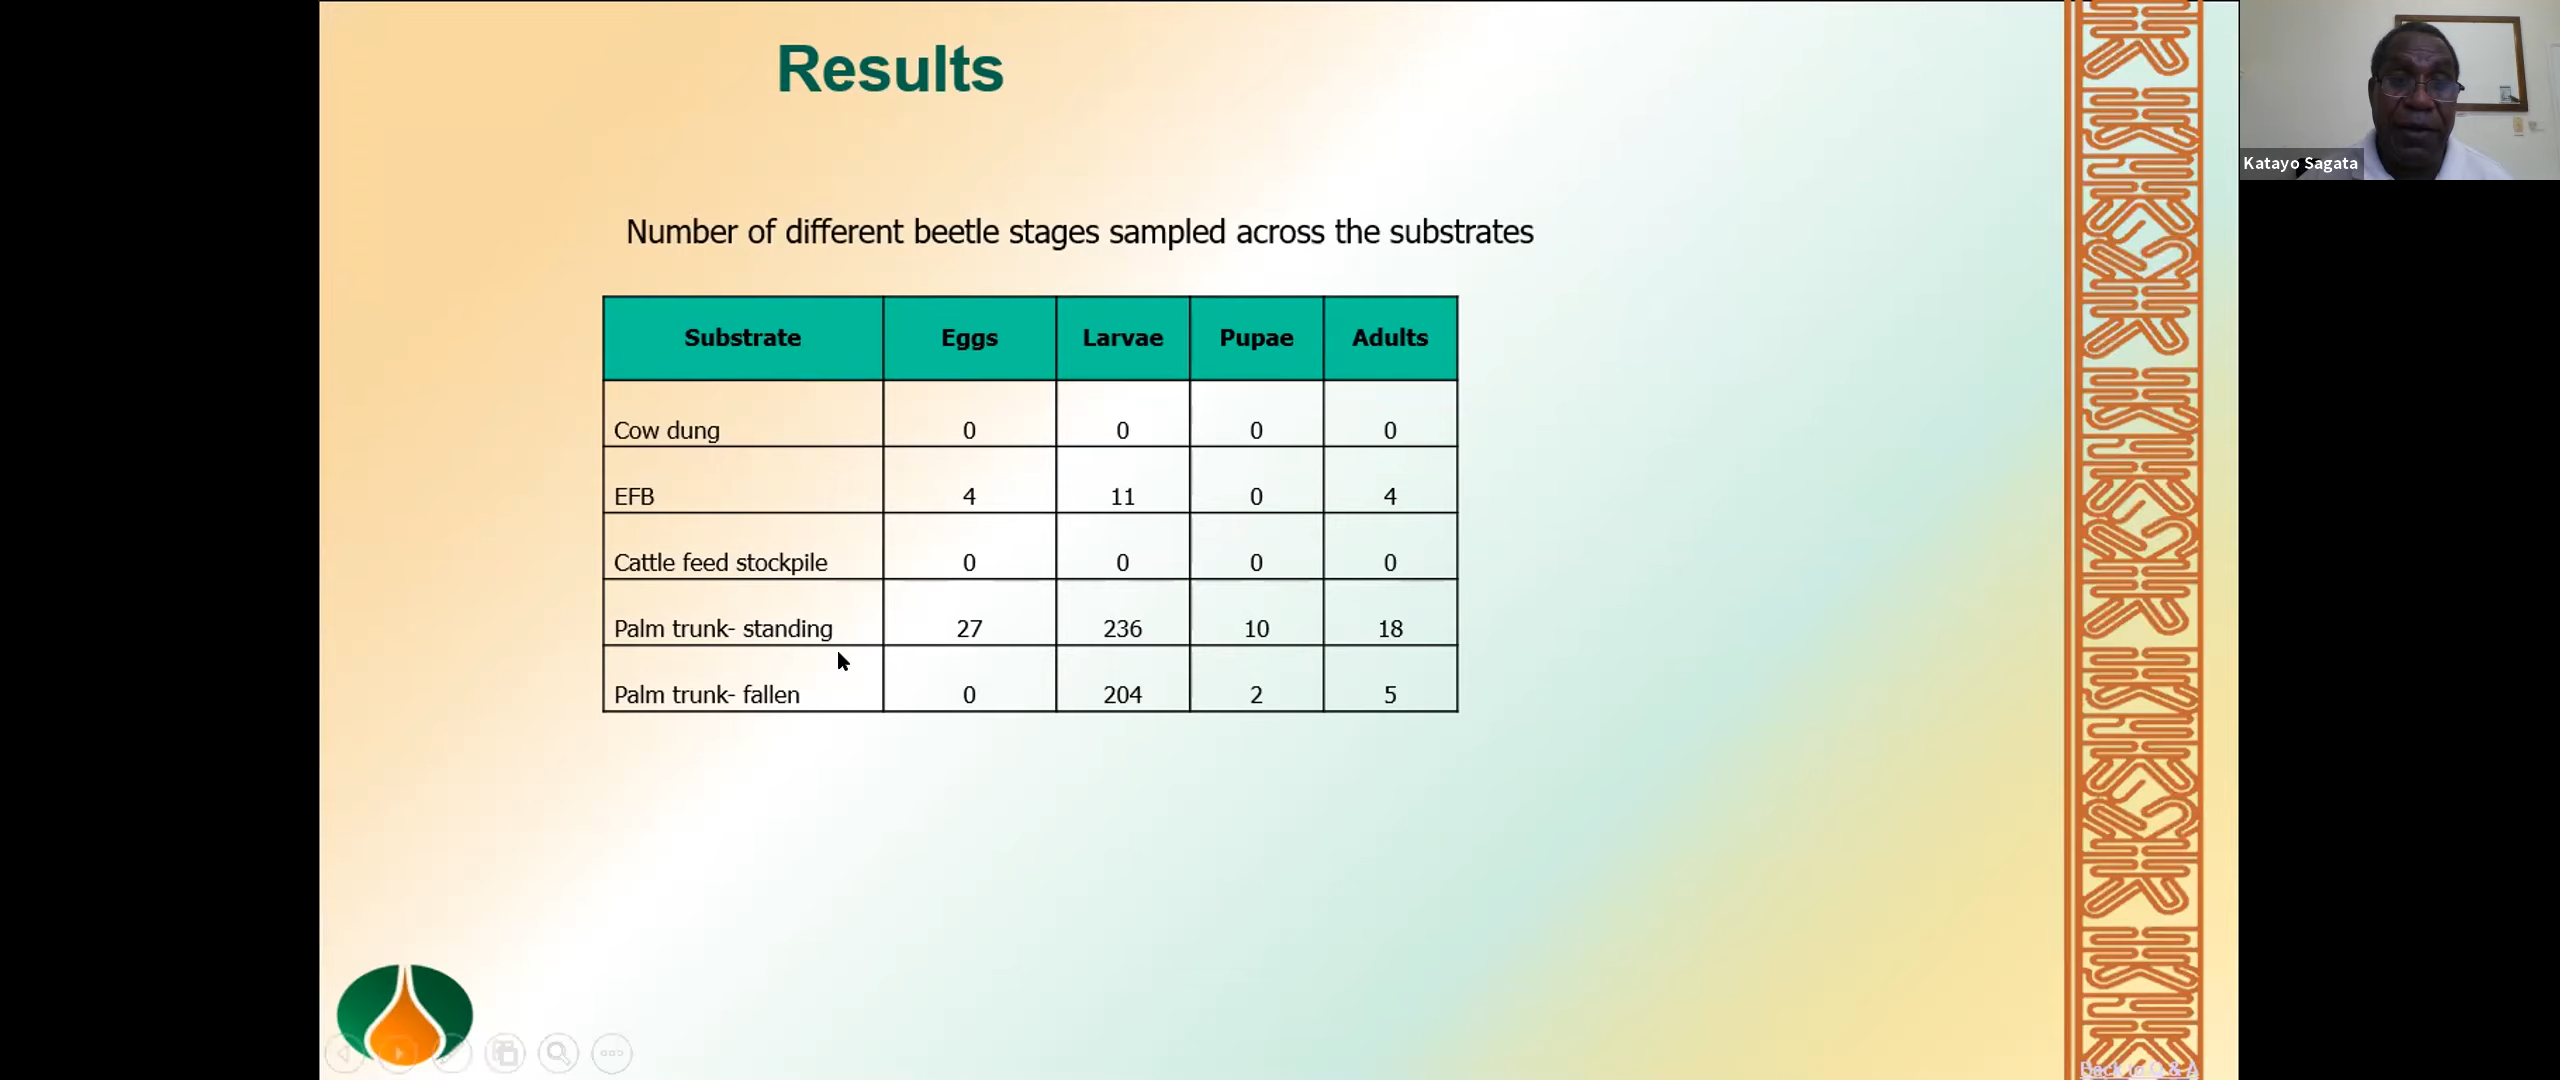 Results
Katayo Sagata
Number of different beetle stages sampled across the substrates
Substrate Eggs Larvae Pupae Adults
Cow dung 0 0 0 0
EFB 4 11 0 4
Cattle feed stockpile 0 0 0 0
Palm trunk- standing 27 236 10 18
Palm trunk- fallen 0 204 2 5
Back to Q & A